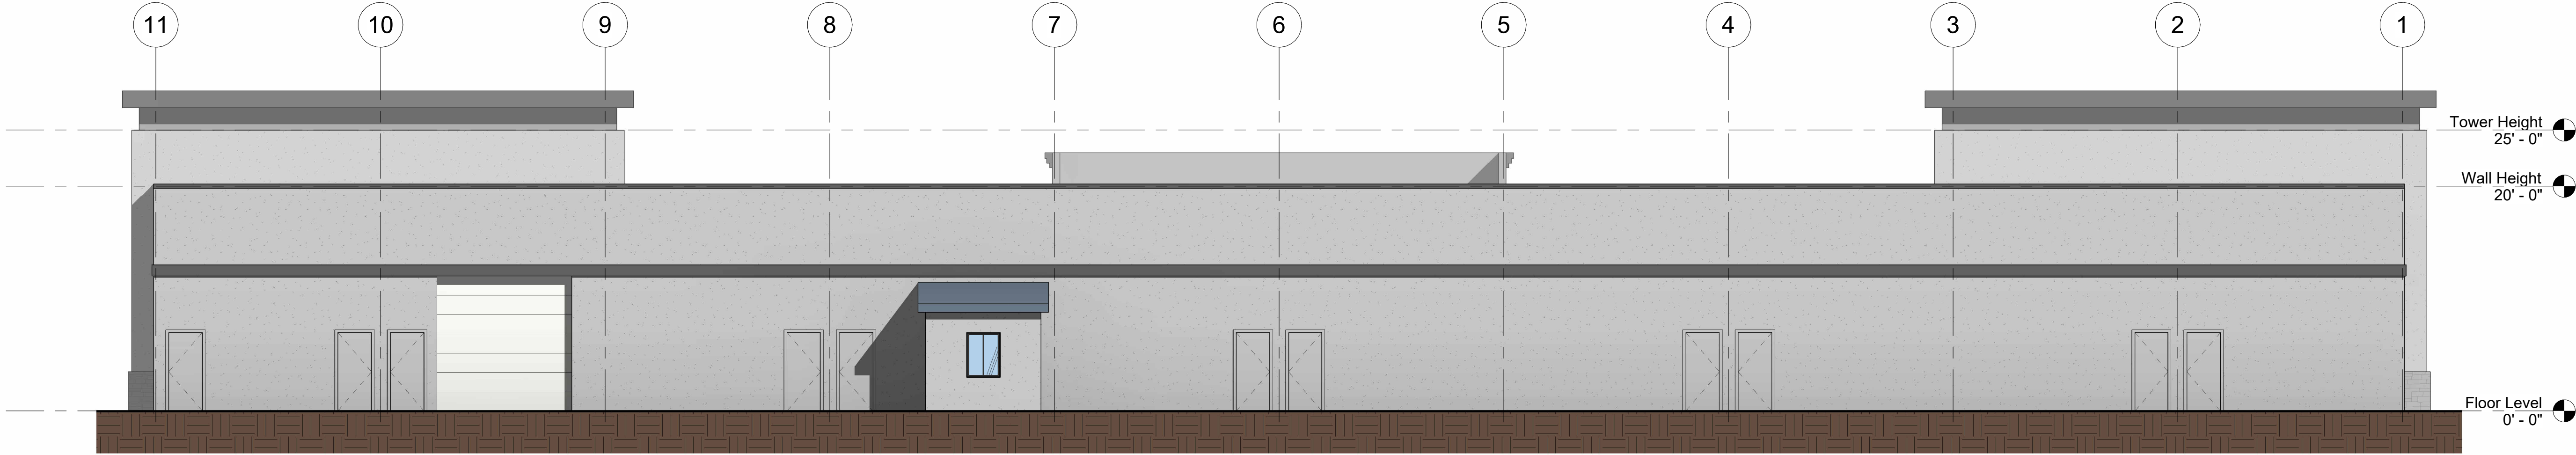 11 10 9 8 7 6 5 4 3 2 1
Tower Height
25' - 0"
Wall Height
20' - 0"
Floor Level
0' - 0"